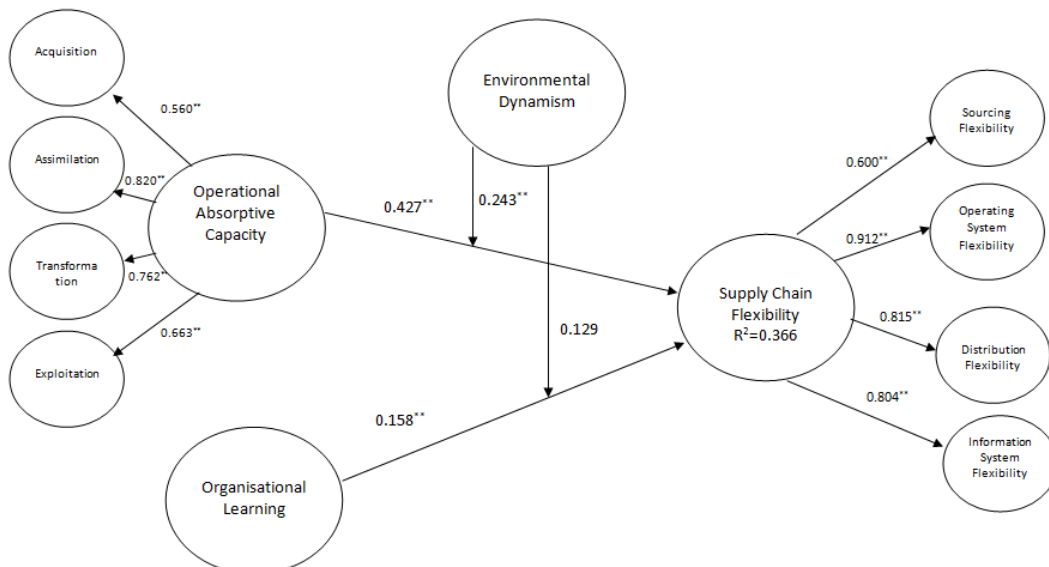 Acquisition
0.560**
Assimilation
0.820**
Transforma
tion
0.762**
Exploitation
0.663**
Operational
Absorptive
Capacity
Environmental
Dynamism
0.427**
0.243**
0.129
Organisational
Learning
0.158**
Supply Chain
Flexibility
R²=0.366
Sourcing
Flexibility
0.600**
Operating
System
Flexibility
0.912**
Distribution
Flexibility
0.815**
Information
System
Flexibility
0.804**